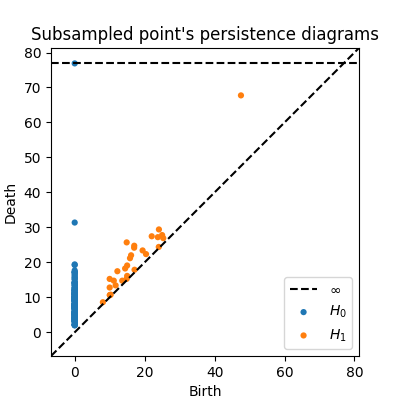 Subsampled point's persistence diagrams
Death
80
70
60
50
40
30
20
10
0
∞
H₀
H₁
0 20 40 60 80
Birth